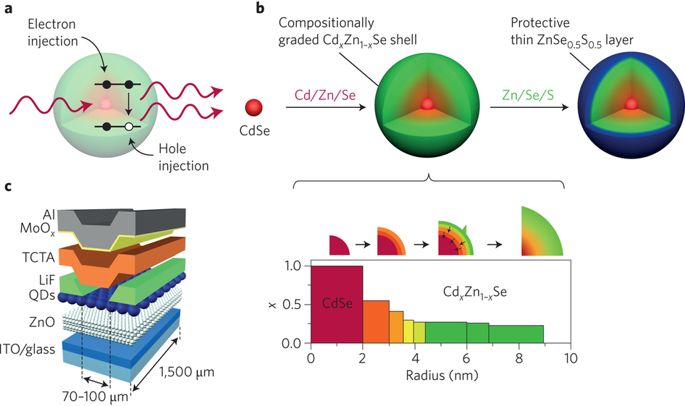 a
Electron
injection
Hole
injection
b
Compositionally
graded CdₓZn₁₋ₓSe shell
Protective
thin ZnSe₀.₅S₀.₅ layer
CdSe
Cd/Zn/Se
Zn/Se/S
c
Al
MoOₓ
TCTA
LiF
QDs
ZnO
ITO/glass
70–100 μm
1,500 μm
x
1.0
0.5
0.0
CdSe
CdₓZn₁₋ₓSe
0
2
4
6
8
10
Radius (nm)